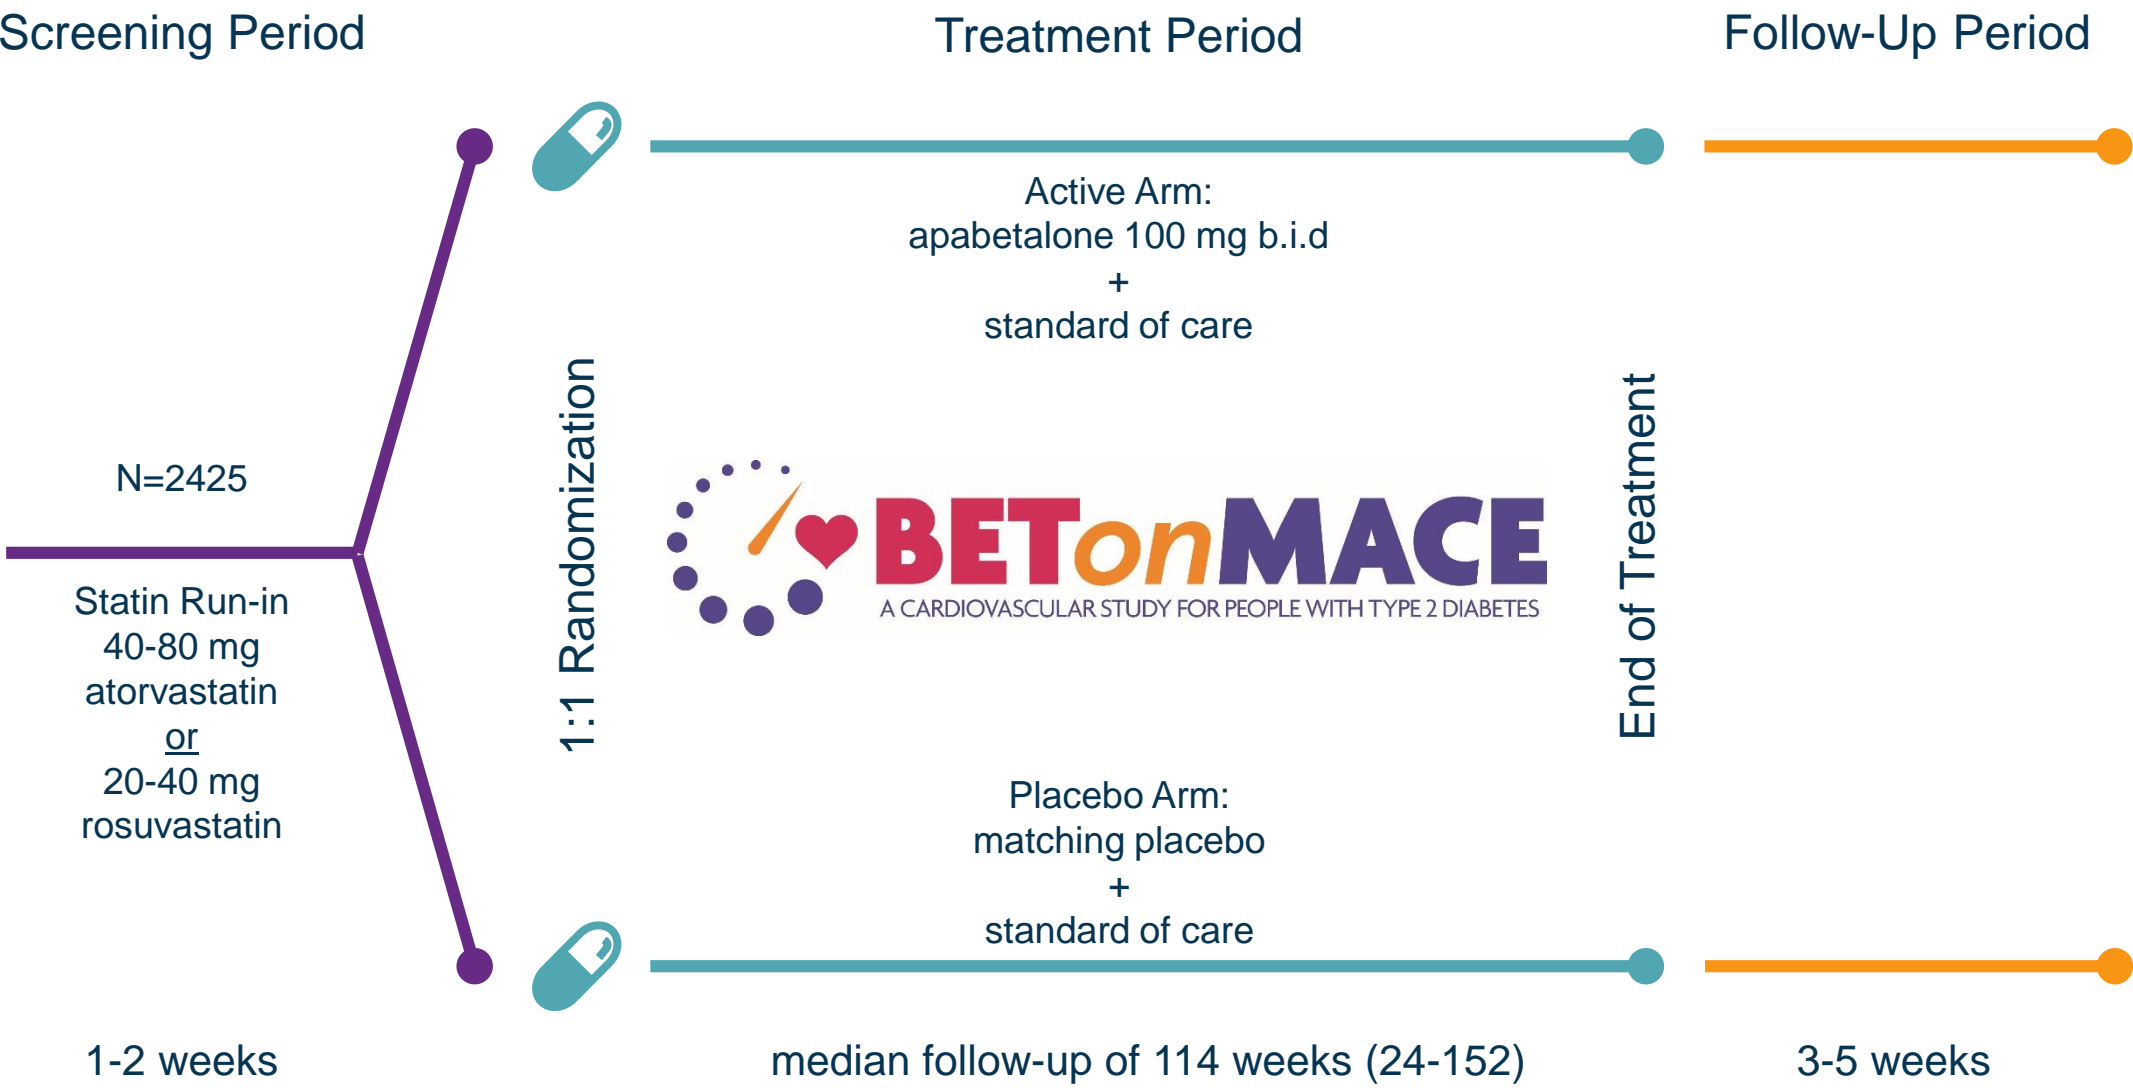 Screening Period
Treatment Period
Follow-Up Period
Active Arm:
apabetalone 100 mg b.i.d
+
standard of care
N=2425
Statin Run-in
40-80 mg
atorvastatin
or
20-40 mg
rosuvastatin
1:1 Randomization
BETonMACE
A CARDIOVASCULAR STUDY FOR PEOPLE WITH TYPE 2 DIABETES
End of Treatment
Placebo Arm:
matching placebo
+
standard of care
1-2 weeks
median follow-up of 114 weeks (24-152)
3-5 weeks